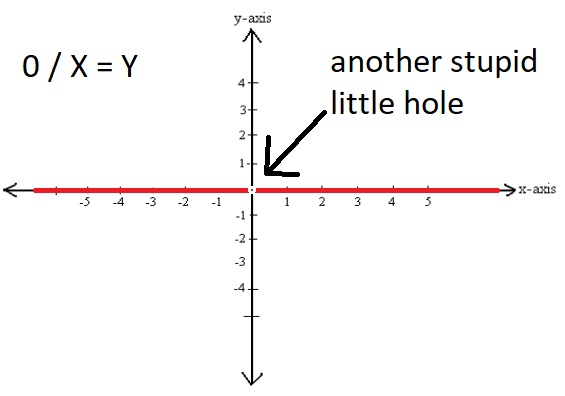 y-axis
0 / X = Y
another stupid
little hole
4
3
2
1
x-axis
-5 -4 -3 -2 -1 1 2 3 4 5
-1
-2
-3
-4